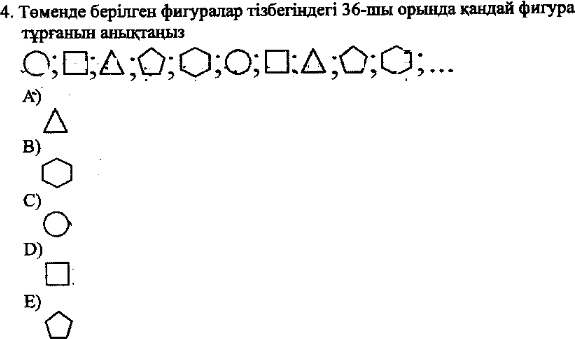 4. Төменде берілген фигуралар тізбегіндегі 36-шы орында қандай фигура
тұрғанын анықтаңыз
○;□;△;⬠;⬡;○;□;△;⬠;⬡;...
A)
△
B)
⬡
C)
○
D)
□
E)
⬠